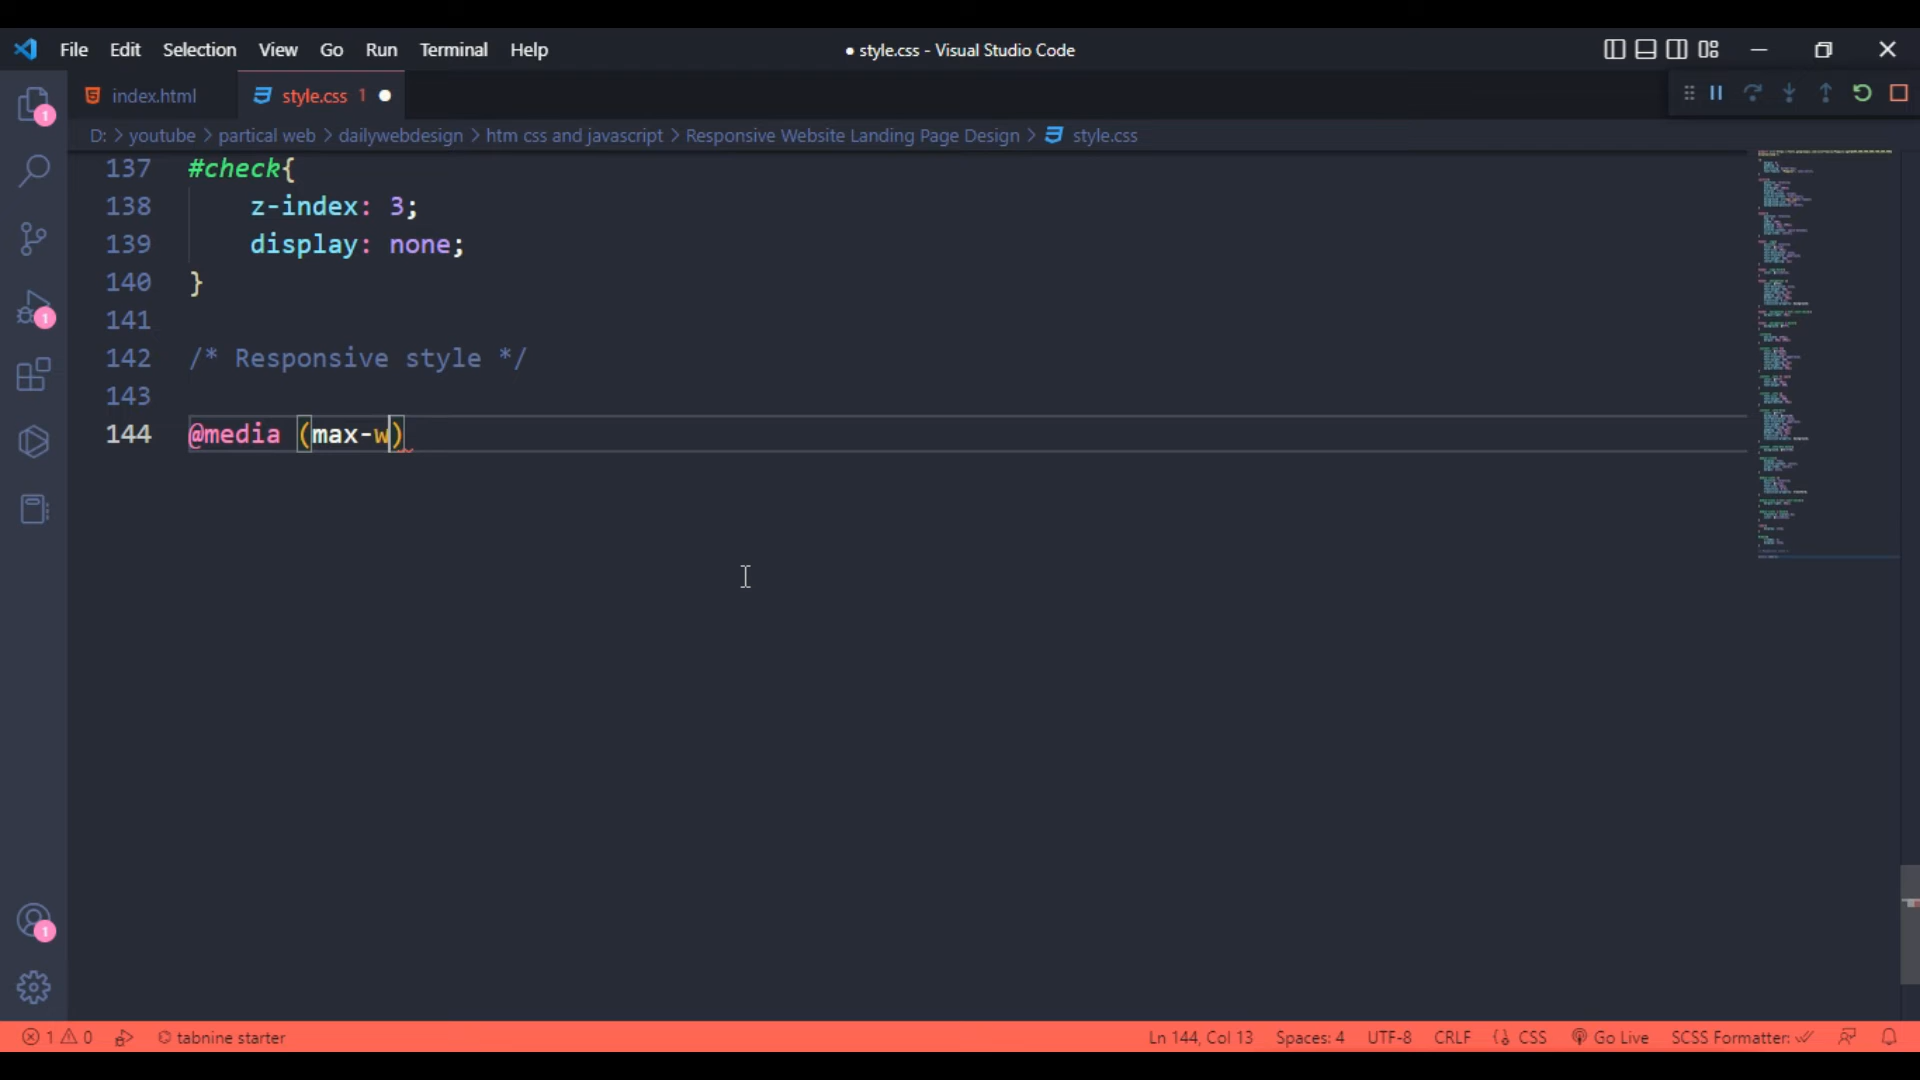 File Edit Selection View Go Run Terminal Help
● style.css - Visual Studio Code
index.html
style.css 1 ●
D: > youtube > partical web > dailywebdesign > htm css and javascript > Responsive Website Landing Page Design > style.css
137 #check{
138 z-index: 3;
139 display: none;
140 }
141
142 /* Responsive style */
143
144 @media (max-w)
1
1
1
1 0 tabnine starter Ln 144, Col 13 Spaces: 4 UTF-8 CRLF CSS Go Live SCSS Formatter: